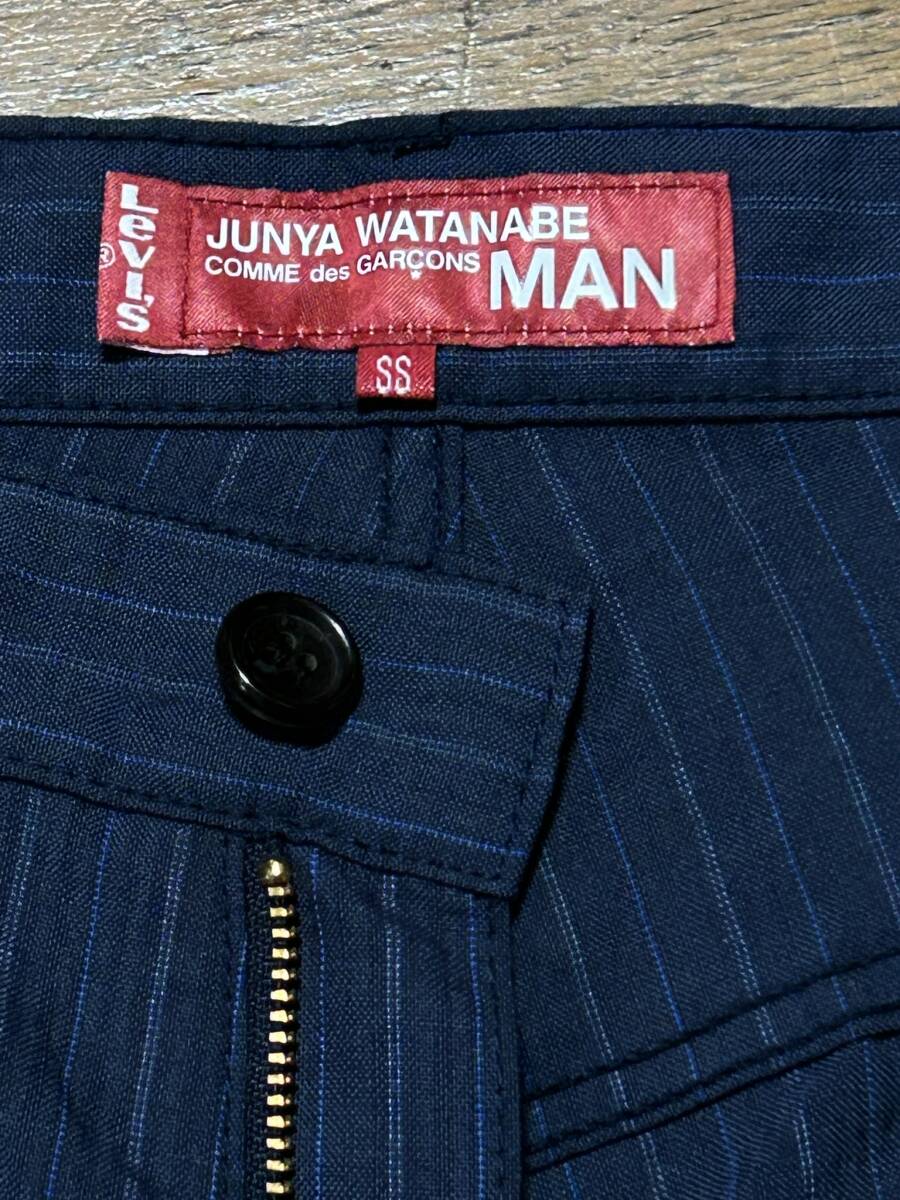 Levi's
®
JUNYA WATANABE
COMME des GARÇONS MAN
SS